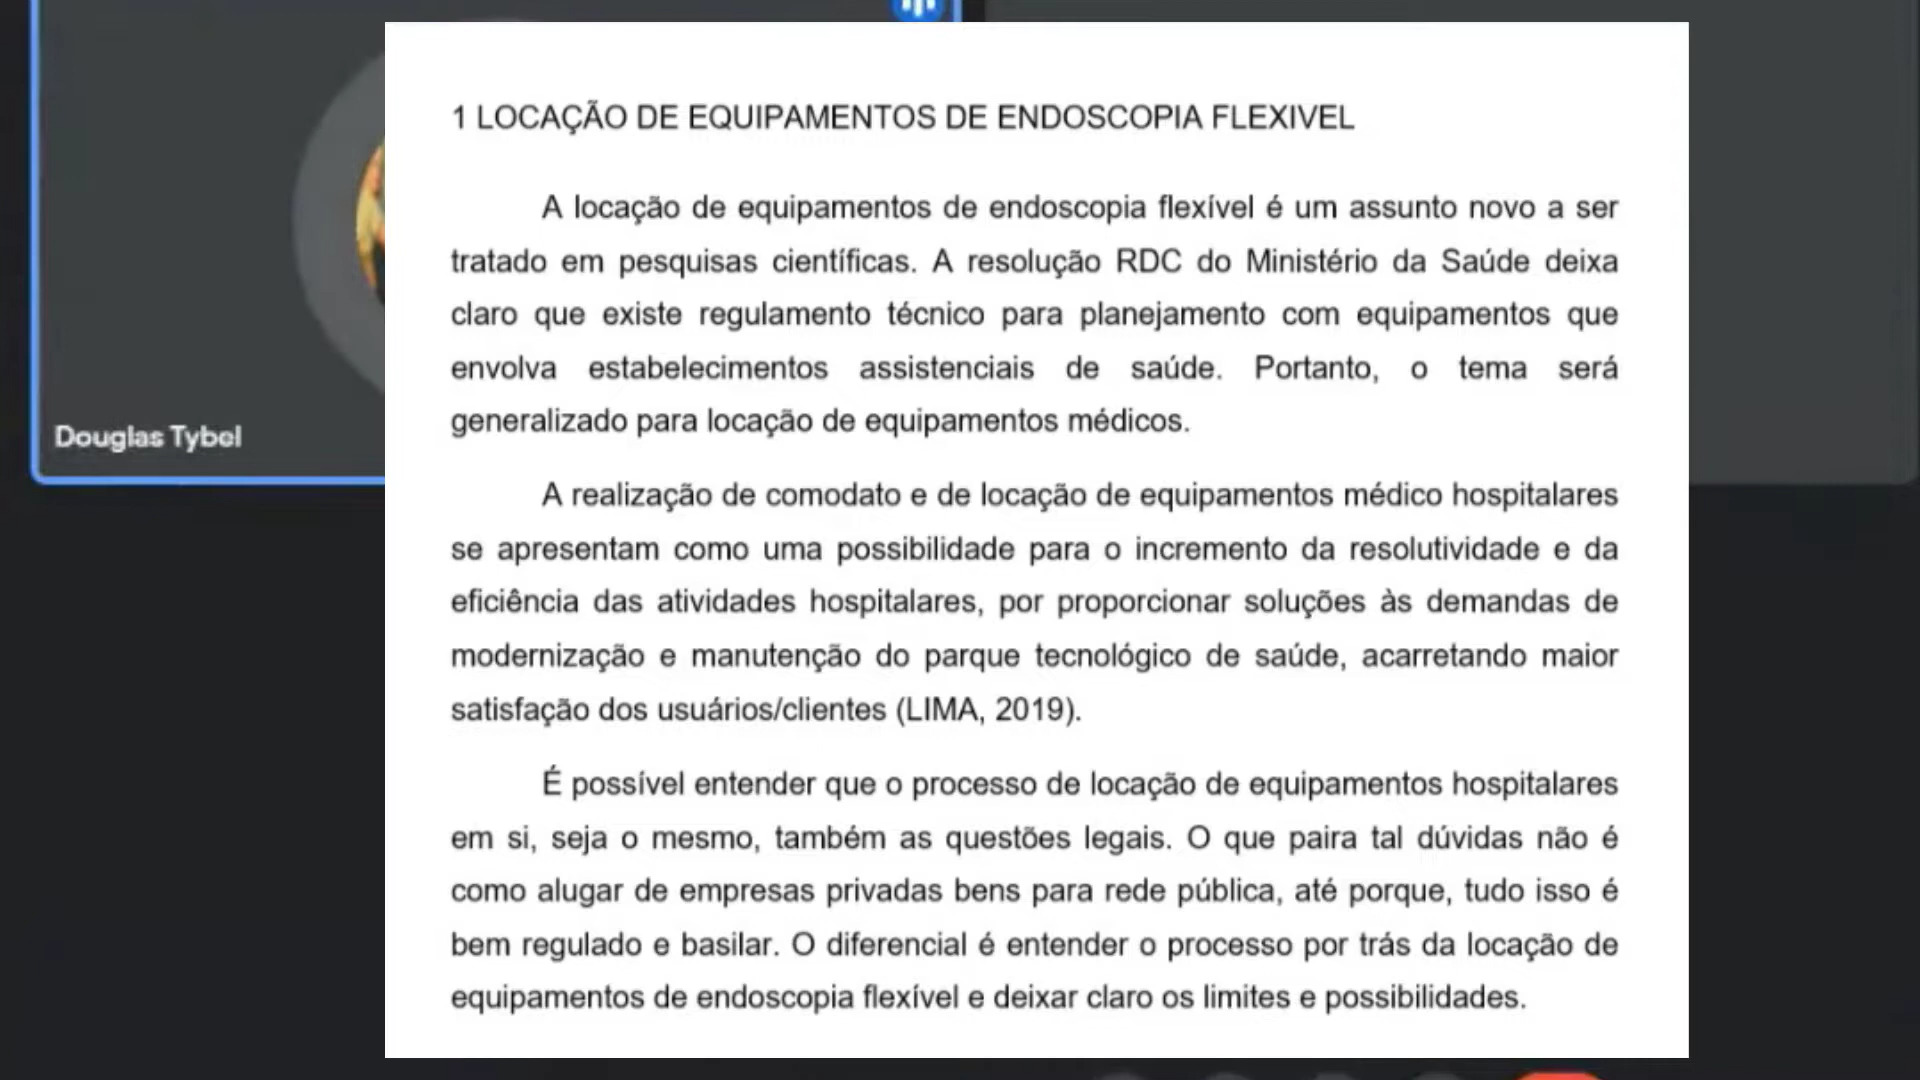 1 LOCAÇÃO DE EQUIPAMENTOS DE ENDOSCOPIA FLEXIVEL
A locação de equipamentos de endoscopia flexível é um assunto novo a ser
tratado em pesquisas científicas. A resolução RDC do Ministério da Saúde deixa
claro que existe regulamento técnico para planejamento com equipamentos que
envolva estabelecimentos assistenciais de saúde. Portanto, o tema será
generalizado para locação de equipamentos médicos.
A realização de comodato e de locação de equipamentos médico hospitalares
se apresentam como uma possibilidade para o incremento da resolutividade e da
eficiência das atividades hospitalares, por proporcionar soluções às demandas de
modernização e manutenção do parque tecnológico de saúde, acarretando maior
satisfação dos usuários/clientes (LIMA, 2019).
É possível entender que o processo de locação de equipamentos hospitalares
em si, seja o mesmo, também as questões legais. O que paira tal dúvidas não é
como alugar de empresas privadas bens para rede pública, até porque, tudo isso é
bem regulado e basilar. O diferencial é entender o processo por trás da locação de
equipamentos de endoscopia flexível e deixar claro os limites e possibilidades.
Douglas Tybel